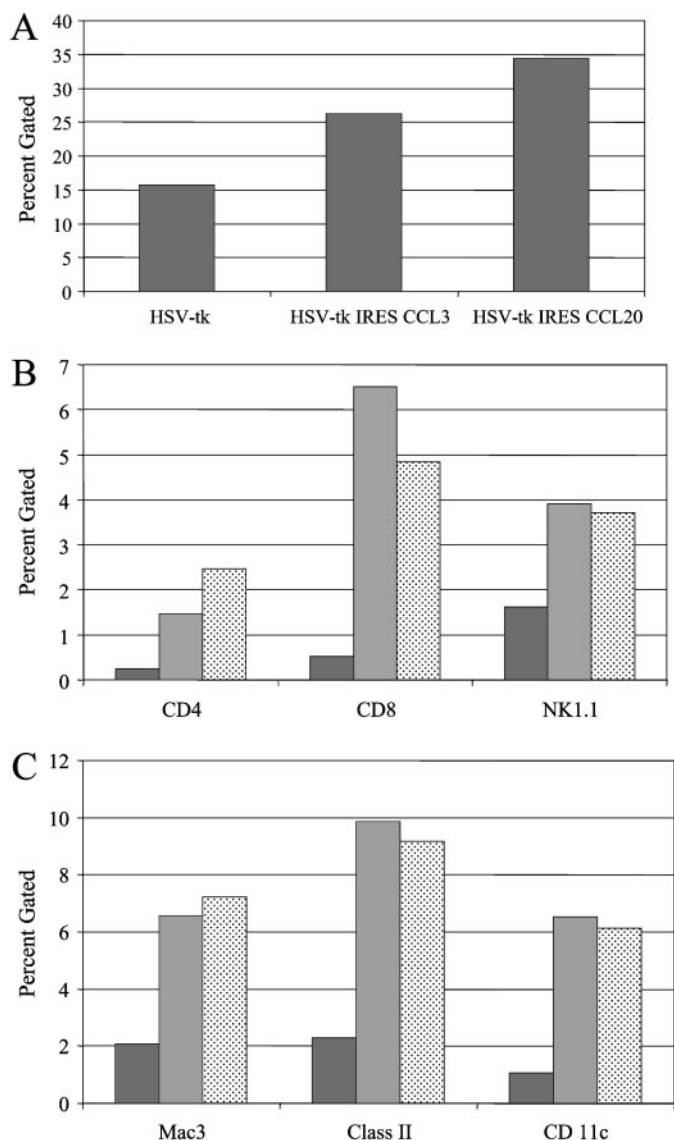 A
Percent Gated
40
35
30
25
20
15
10
5
0
HSV-tk HSV-tk IRES CCL3 HSV-tk IRES CCL20
B
Percent Gated
7
6
5
4
3
2
1
0
CD4 CD8 NK1.1
C
Percent Gated
12
10
8
6
4
2
0
Mac3 Class II CD 11c